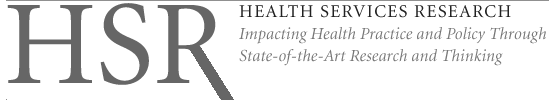 HSR
HEALTH SERVICES RESEARCH
Impacting Health Practice and Policy Through
State-of-the-Art Research and Thinking